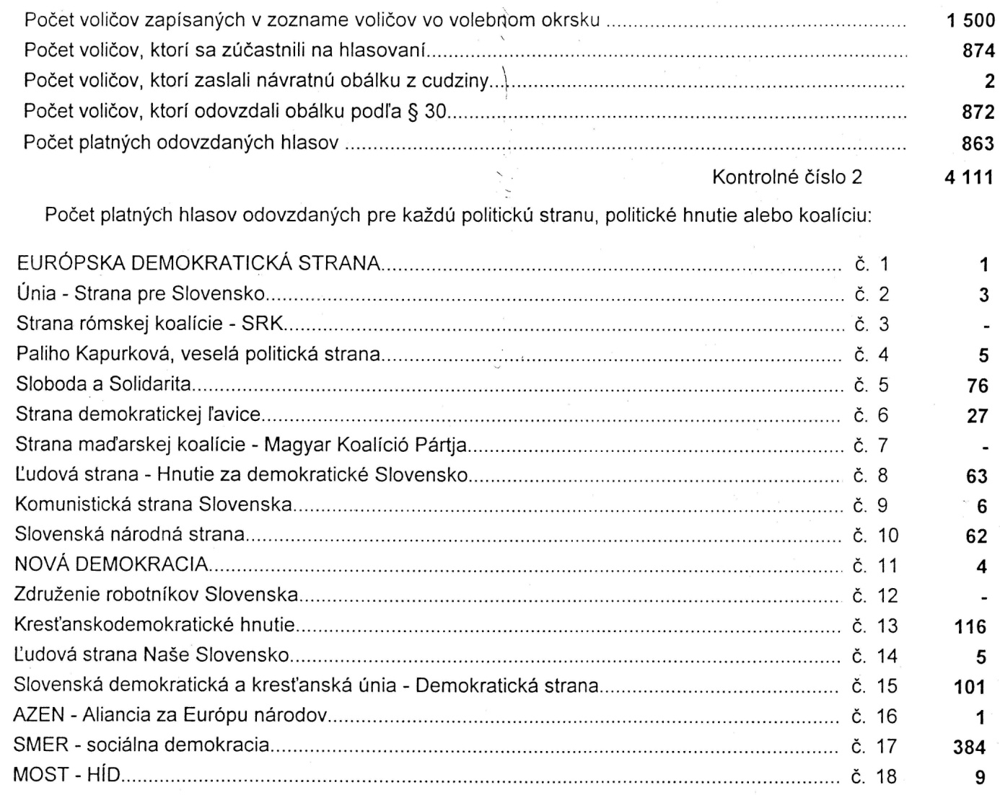 Počet voličov zapísaných v zozname voličov vo volebnom okrsku ........ 1 500
Počet voličov, ktorí sa zúčastnili na hlasovaní........ 874
Počet voličov, ktorí zaslali návratnú obálku z cudziny........ 2
Počet voličov, ktorí odovzdali obálku podľa § 30........ 872
Počet platných odovzdaných hlasov ........ 863
Kontrolné číslo 2 4 111
Počet platných hlasov odovzdaných pre každú politickú stranu, politické hnutie alebo koalíciu:
EURÓPSKA DEMOKRATICKÁ STRANA........ č. 1 1
Únia - Strana pre Slovensko........ č. 2 3
Strana rómskej koalície - SRK........ č. 3 -
Paliho Kapurková, veselá politická strana........ č. 4 5
Sloboda a Solidarita........ č. 5 76
Strana demokratickej ľavice........ č. 6 27
Strana maďarskej koalície - Magyar Koalíció Pártja........ č. 7 -
Ľudová strana - Hnutie za demokratické Slovensko........ č. 8 63
Komunistická strana Slovenska........ č. 9 6
Slovenská národná strana........ č. 10 62
NOVÁ DEMOKRACIA........ č. 11 4
Združenie robotníkov Slovenska........ č. 12 -
Kresťanskodemokratické hnutie........ č. 13 116
Ľudová strana Naše Slovensko........ č. 14 5
Slovenská demokratická a kresťanská únia - Demokratická strana........ č. 15 101
AZEN - Aliancia za Európu národov........ č. 16 1
SMER - sociálna demokracia........ č. 17 384
MOST - HÍD........ č. 18 9